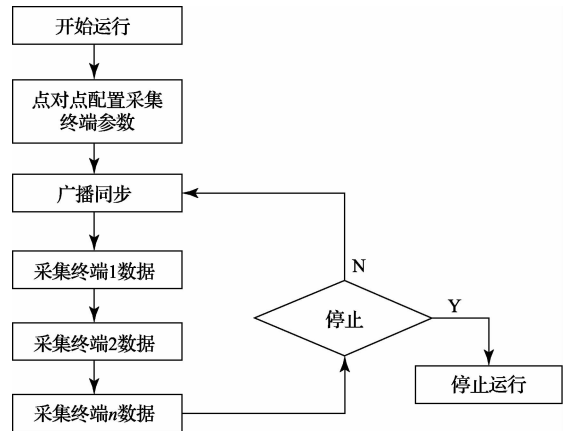 开始运行
点对点配置采集
终端参数
广播同步
采集终端1数据
采集终端2数据
采集终端n数据
停止
N
Y
停止运行